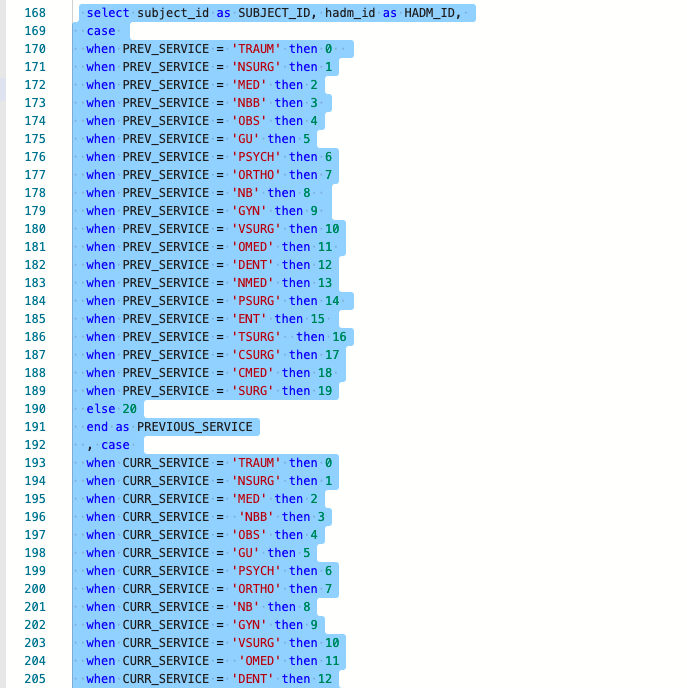 168 select subject_id as SUBJECT_ID, hadm_id as HADM_ID,
169 case
170 when PREV_SERVICE = 'TRAUM' then 0
171 when PREV_SERVICE = 'NSURG' then 1
172 when PREV_SERVICE = 'MED' then 2
173 when PREV_SERVICE = 'NBB' then 3
174 when PREV_SERVICE = 'OBS' then 4
175 when PREV_SERVICE = 'GU' then 5
176 when PREV_SERVICE = 'PSYCH' then 6
177 when PREV_SERVICE = 'ORTHO' then 7
178 when PREV_SERVICE = 'NB' then 8
179 when PREV_SERVICE = 'GYN' then 9
180 when PREV_SERVICE = 'VSURG' then 10
181 when PREV_SERVICE = 'OMED' then 11
182 when PREV_SERVICE = 'DENT' then 12
183 when PREV_SERVICE = 'NMED' then 13
184 when PREV_SERVICE = 'PSURG' then 14
185 when PREV_SERVICE = 'ENT' then 15
186 when PREV_SERVICE = 'TSURG'  then 16
187 when PREV_SERVICE = 'CSURG' then 17
188 when PREV_SERVICE = 'CMED' then 18
189 when PREV_SERVICE = 'SURG' then 19
190 else 20
191 end as PREVIOUS_SERVICE
192 , case
193 when CURR_SERVICE = 'TRAUM' then 0
194 when CURR_SERVICE = 'NSURG' then 1
195 when CURR_SERVICE = 'MED' then 2
196 when CURR_SERVICE =  'NBB' then 3
197 when CURR_SERVICE = 'OBS' then 4
198 when CURR_SERVICE = 'GU' then 5
199 when CURR_SERVICE = 'PSYCH' then 6
200 when CURR_SERVICE = 'ORTHO' then 7
201 when CURR_SERVICE = 'NB' then 8
202 when CURR_SERVICE = 'GYN' then 9
203 when CURR_SERVICE = 'VSURG' then 10
204 when CURR_SERVICE =  'OMED' then 11
205 when CURR_SERVICE = 'DENT' then 12